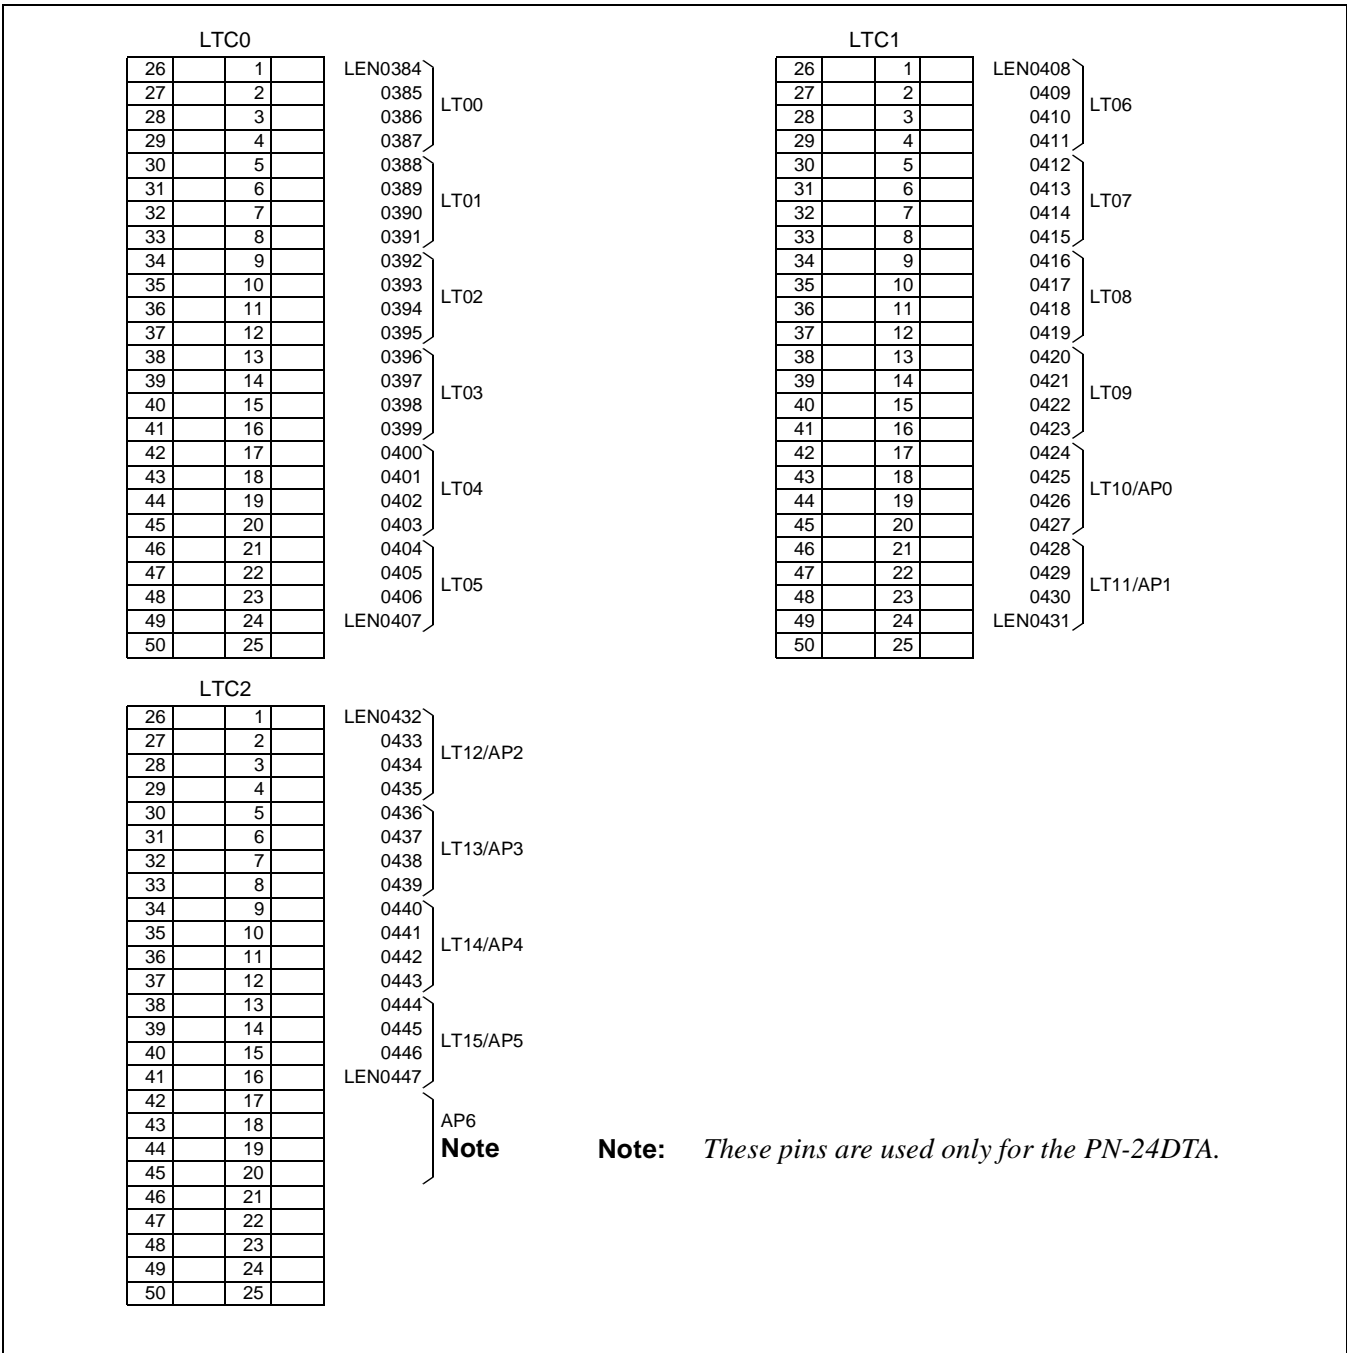 LTC0
26 1 LEN0384
27 2 0385
LT00
28 3 0386
29 4 0387
30 5 0388
31 6 0389
LT01
32 7 0390
33 8 0391
34 9 0392
35 10 0393
LT02
36 11 0394
37 12 0395
38 13 0396
39 14 0397
LT03
40 15 0398
41 16 0399
42 17 0400
43 18 0401
LT04
44 19 0402
45 20 0403
46 21 0404
47 22 0405
LT05
48 23 0406
49 24 LEN0407
50 25
LTC1
26 1 LEN0408
27 2 0409
LT06
28 3 0410
29 4 0411
30 5 0412
31 6 0413
LT07
32 7 0414
33 8 0415
34 9 0416
35 10 0417
LT08
36 11 0418
37 12 0419
38 13 0420
39 14 0421
LT09
40 15 0422
41 16 0423
42 17 0424
43 18 0425
LT10/AP0
44 19 0426
45 20 0427
46 21 0428
47 22 0429
LT11/AP1
48 23 0430
49 24 LEN0431
50 25
LTC2
26 1 LEN0432
27 2 0433
LT12/AP2
28 3 0434
29 4 0435
30 5 0436
31 6 0437
LT13/AP3
32 7 0438
33 8 0439
34 9 0440
35 10 0441
LT14/AP4
36 11 0442
37 12 0443
38 13 0444
39 14 0445
LT15/AP5
40 15 0446
41 16 LEN0447
42 17
43 18 AP6
44 19 Note Note: These pins are used only for the PN-24DTA.
45 20
46 21
47 22
48 23
49 24
50 25